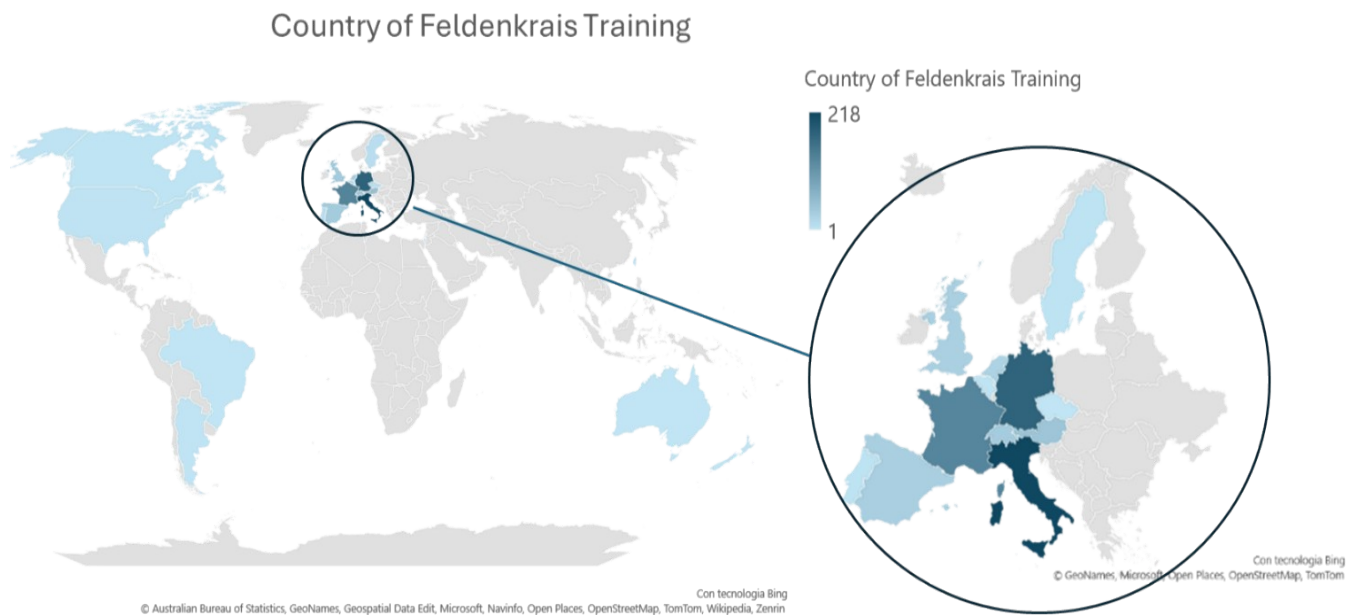 Country of Feldenkrais Training
Country of Feldenkrais Training
218
1
Con tecnologia Bing
© GeoNames, Microsoft, Open Places, OpenStreetMap, TomTom
Con tecnologia Bing
© Australian Bureau of Statistics, GeoNames, Geospatial Data Edit, Microsoft, Navinfo, Open Places, OpenStreetMap, TomTom, Wikipedia, Zenrin